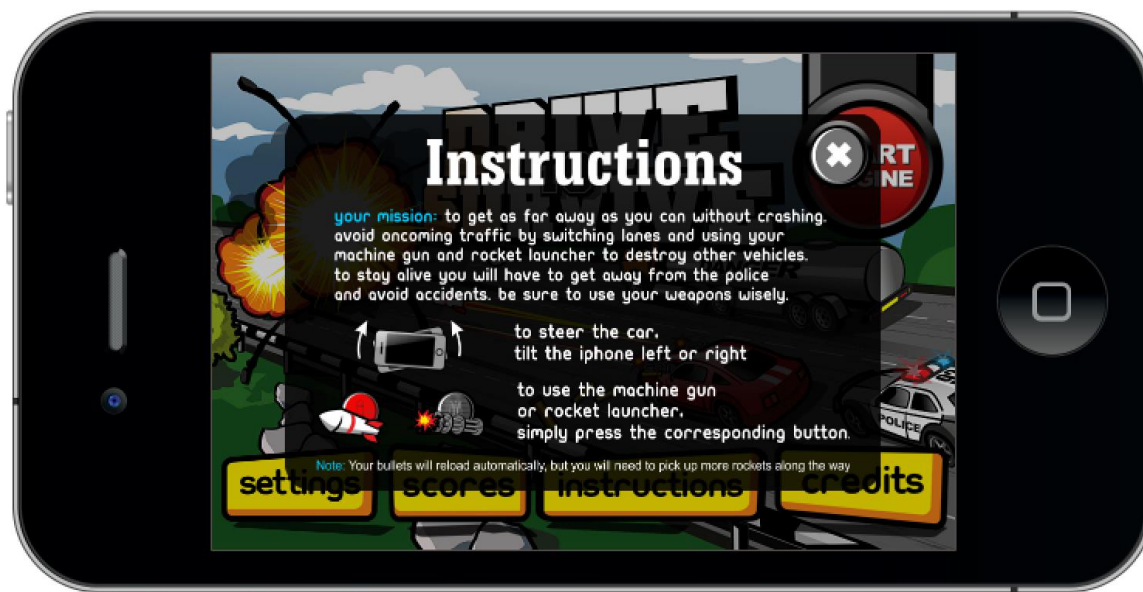 DRIVE
Instructions
ART
INE
your mission: to get as far away as you can without crashing.
avoid oncoming traffic by switching lanes and using your
machine gun and rocket launcher to destroy other vehicles.
to stay alive you will have to get away from the police
and avoid accidents. be sure to use your weapons wisely.
to steer the car,
tilt the iphone left or right
to use the machine gun
or rocket launcher,
simply press the corresponding button.
POLICE
Note: Your bullets will reload automatically, but you will need to pick up more rockets along the way
settings
scores
instructions
credits